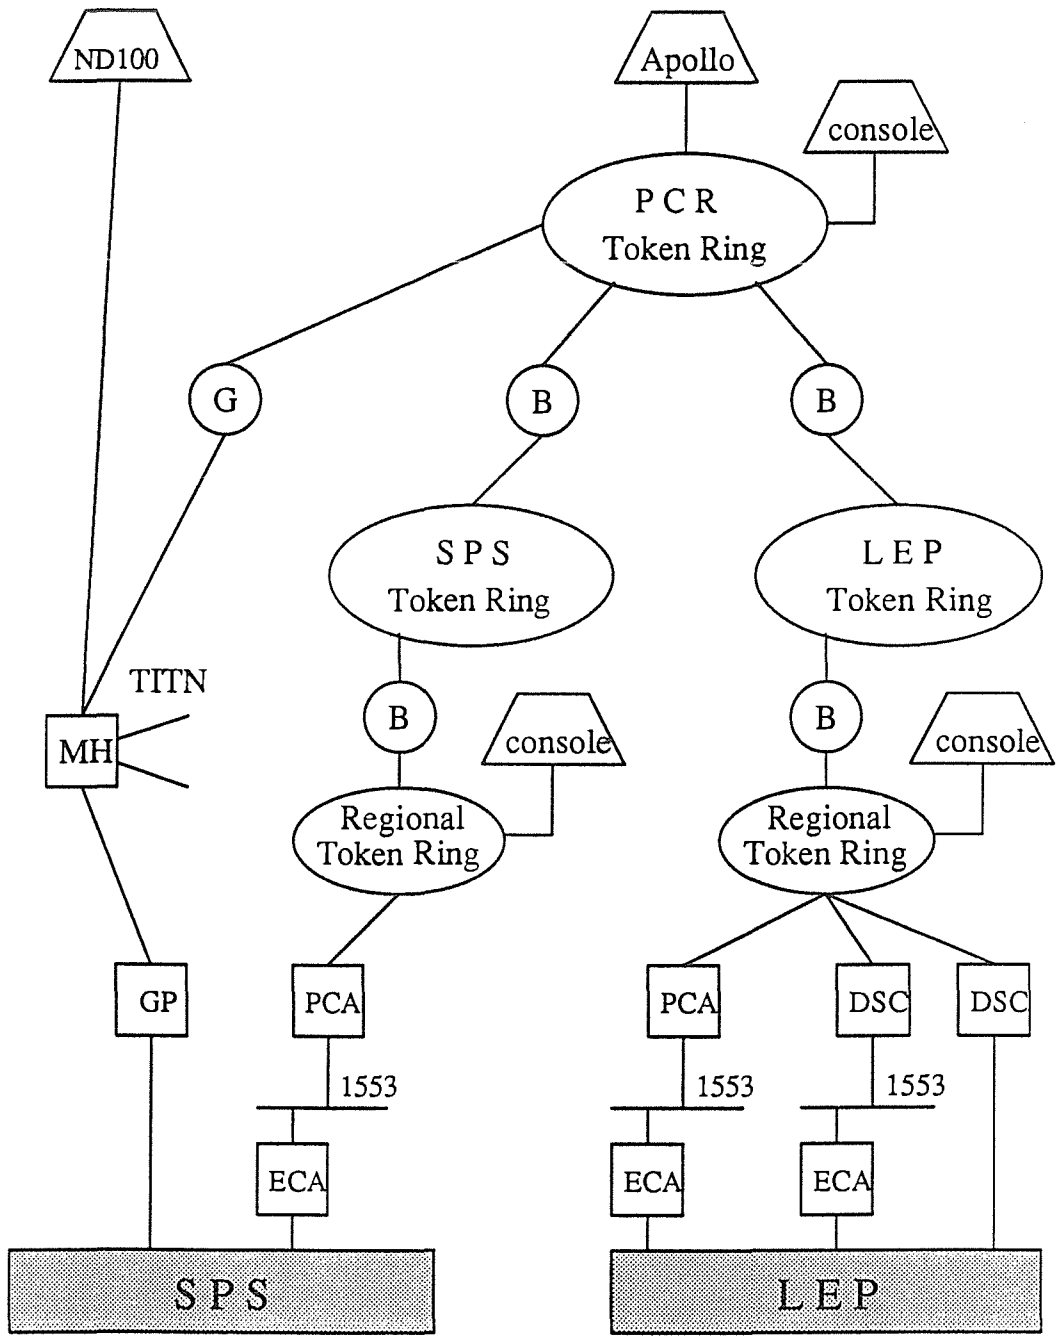 ND100
Apollo
console
P C R
Token Ring
G
B
B
S P S
Token Ring
L E P
Token Ring
TITN
MH
B
console
B
console
Regional
Token Ring
Regional
Token Ring
GP
PCA
PCA
DSC
DSC
1553
1553
1553
ECA
ECA
ECA
S P S
L E P